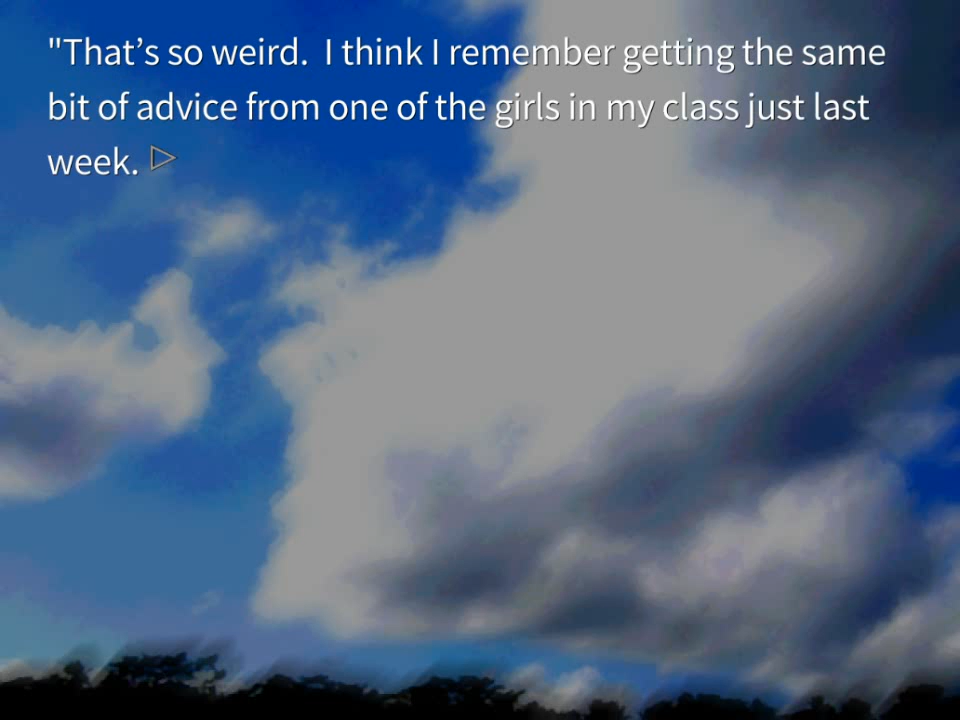 "That’s so weird.  I think I remember getting the same
bit of advice from one of the girls in my class just last
week.